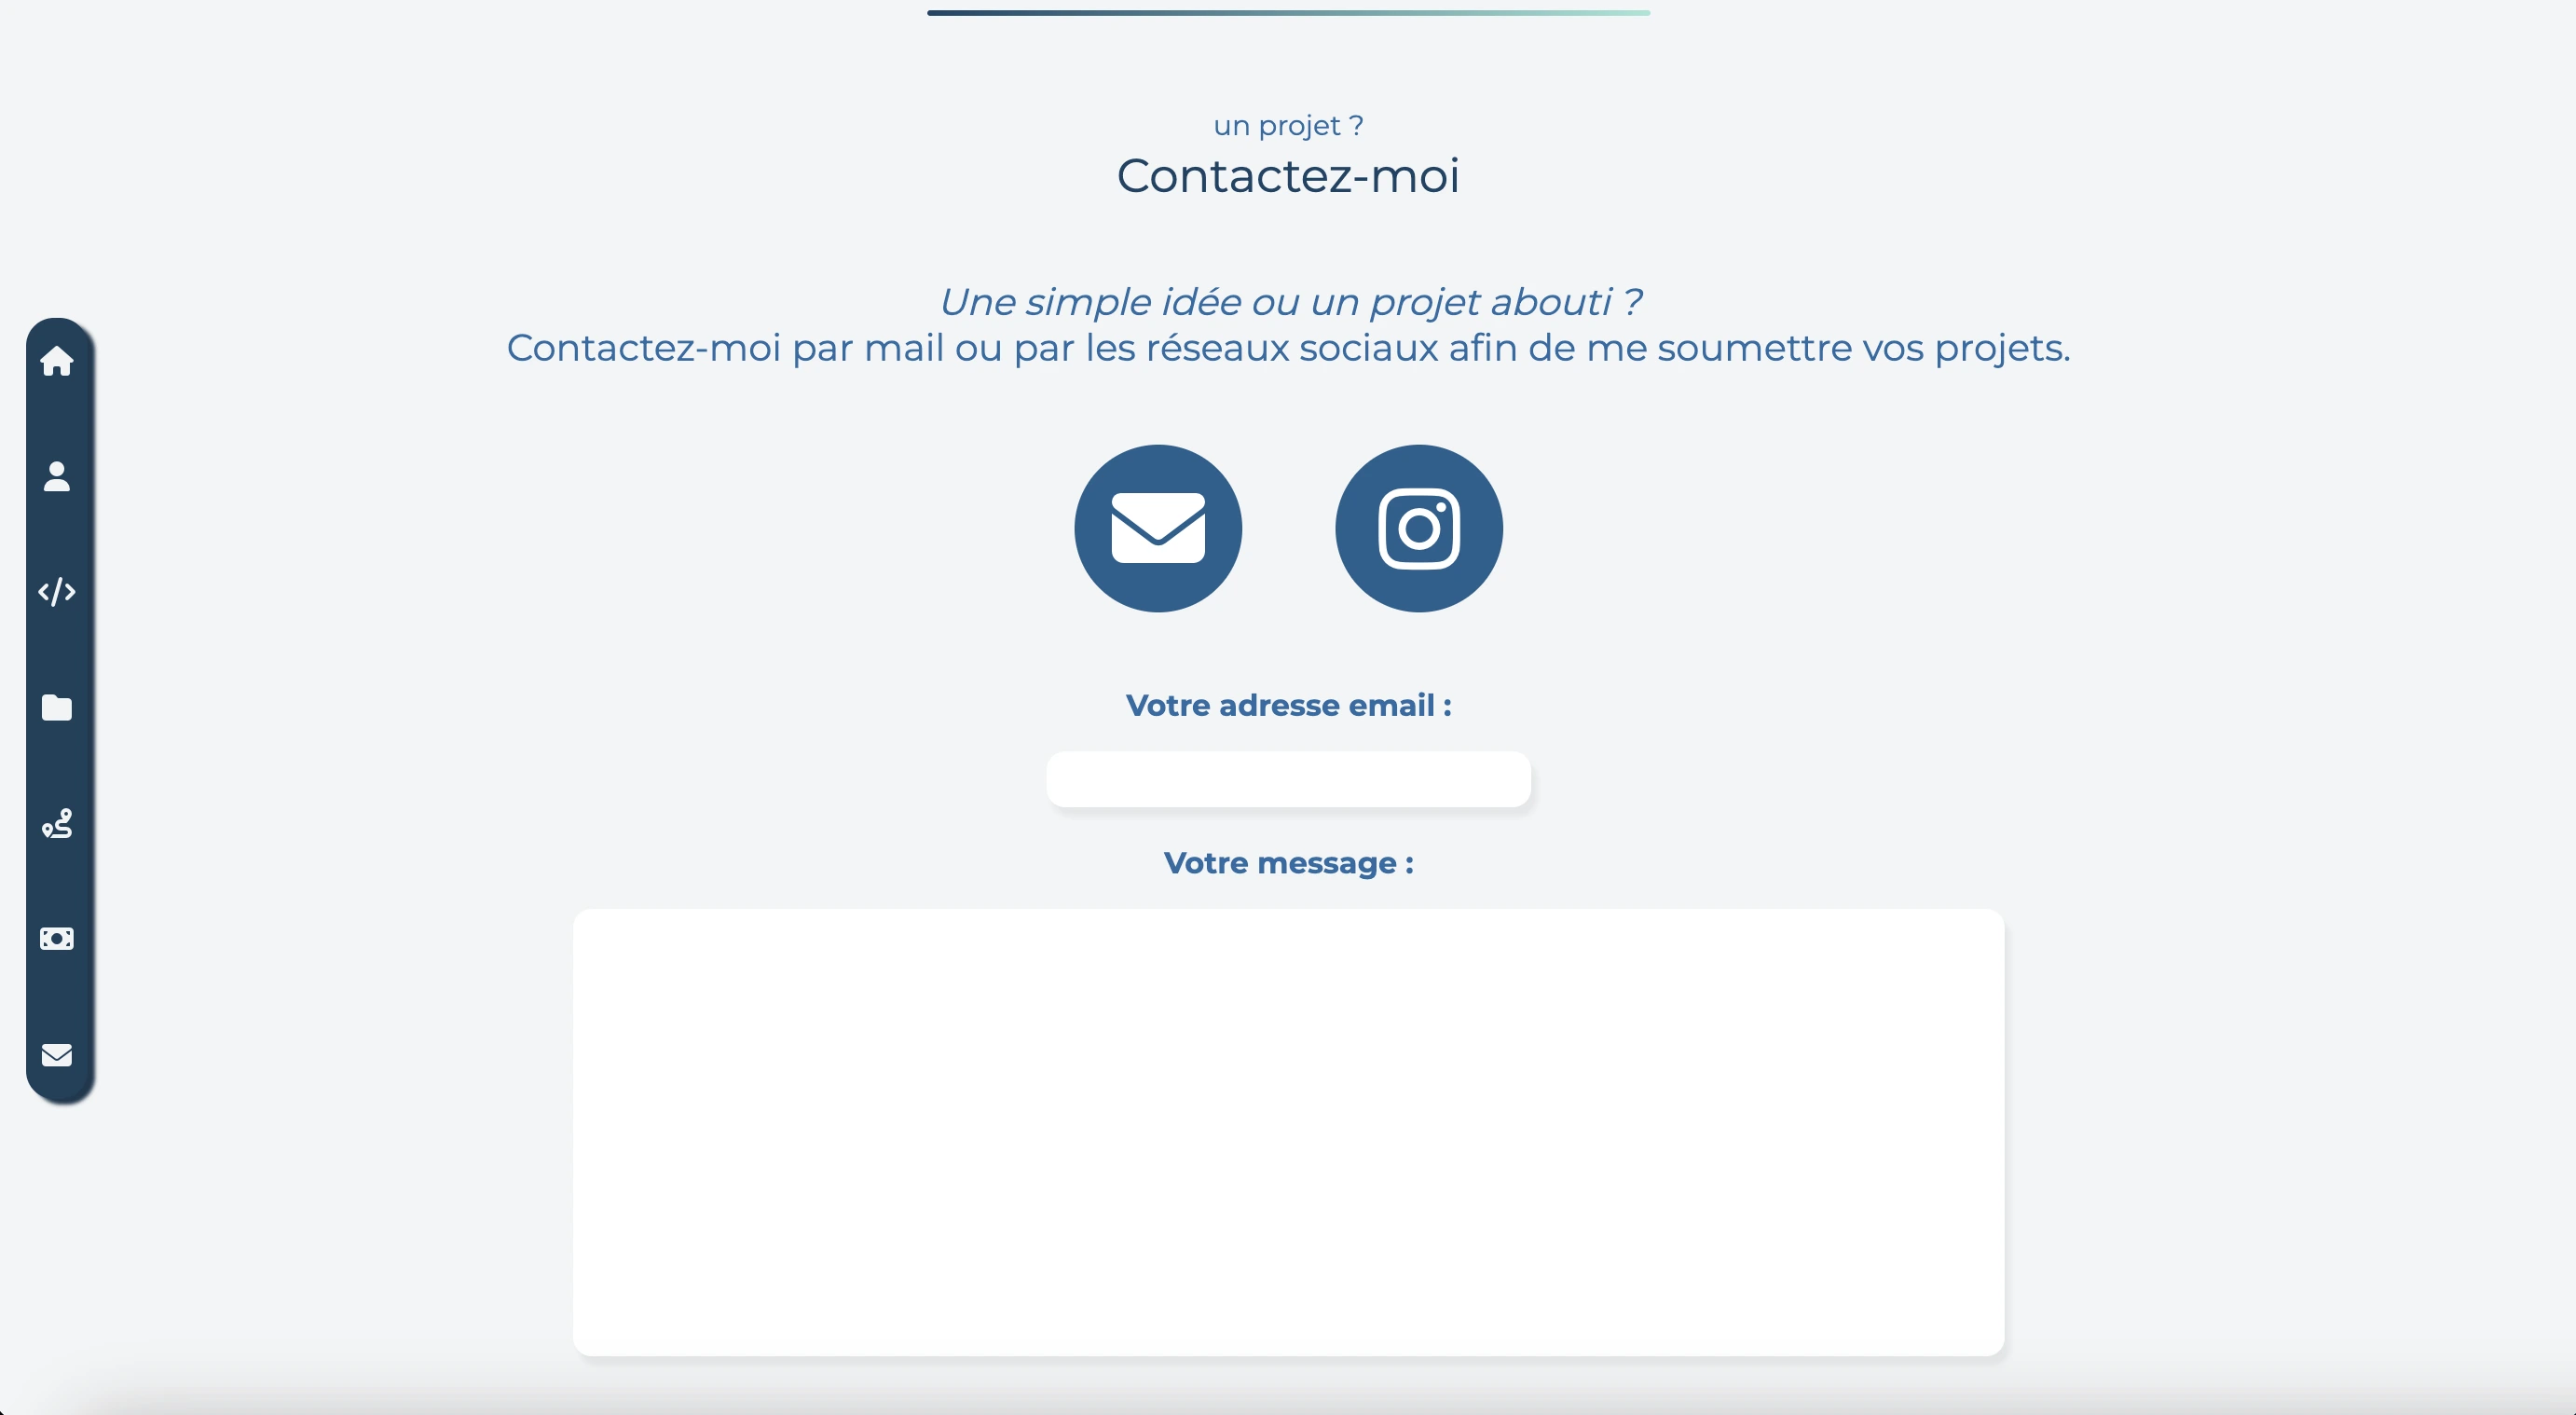 un projet ?
Contactez-moi
Une simple idée ou un projet abouti ?
Contactez-moi par mail ou par les réseaux sociaux afin de me soumettre vos projets.
Votre adresse email :
Votre message :